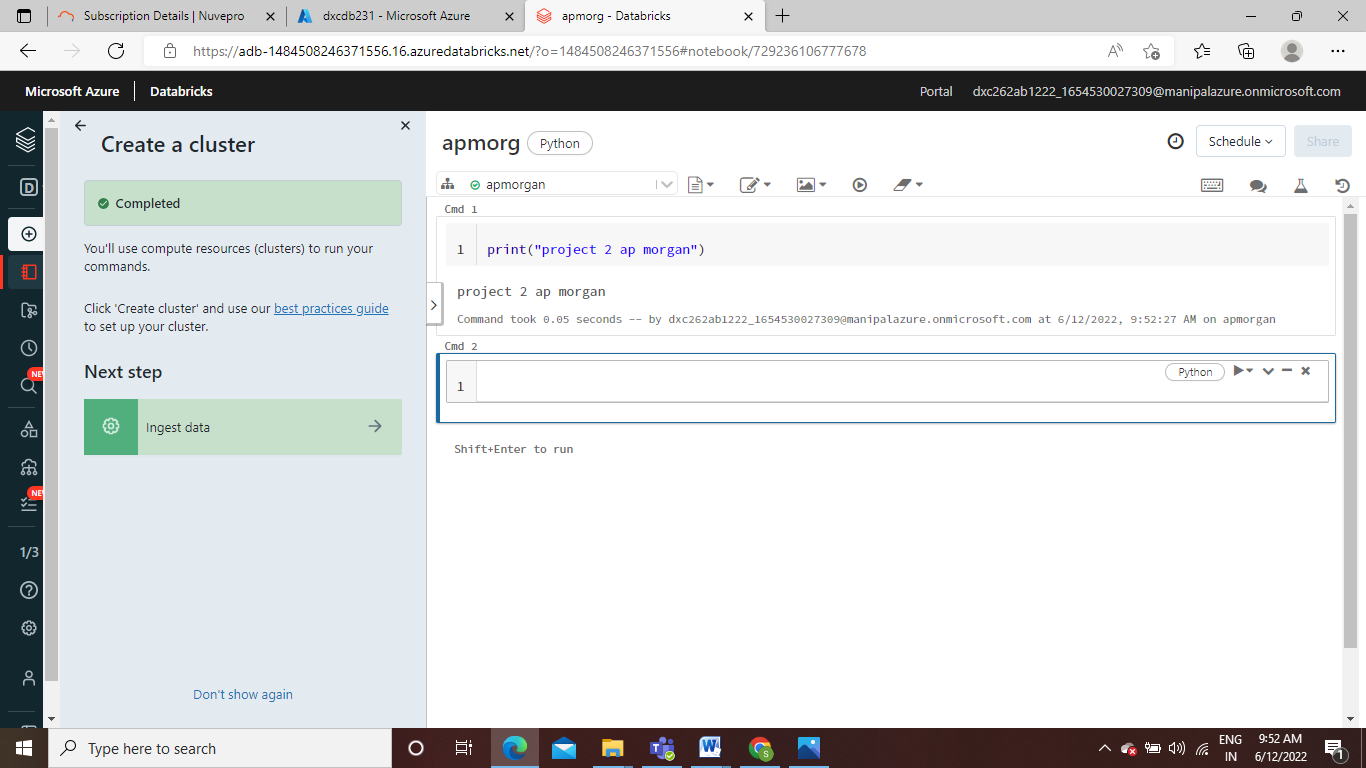 Subscription Details | Nuvepro
dxcdb231 - Microsoft Azure
apmorg - Databricks
https://adb-1484508246371556.16.azuredatabricks.net/?o=1484508246371556#notebook/729236106777678
Microsoft Azure
Databricks
Portal
dxc262ab1222_1654530027309@manipalazure.onmicrosoft.com
Create a cluster
Completed
You'll use compute resources (clusters) to run your
commands.
Click 'Create cluster' and use our best practices guide
to set up your cluster.
Next step
Ingest data
Don't show again
D
NEW
NEW
1/3
apmorg
Python
Schedule
Share
apmorgan
Cmd 1
1 print("project 2 ap morgan")
project 2 ap morgan
Command took 0.05 seconds -- by dxc262ab1222_1654530027309@manipalazure.onmicrosoft.com at 6/12/2022, 9:52:27 AM on apmorgan
Cmd 2
Python
1
Shift+Enter to run
Type here to search
ENG
IN
9:52 AM
6/12/2022
1